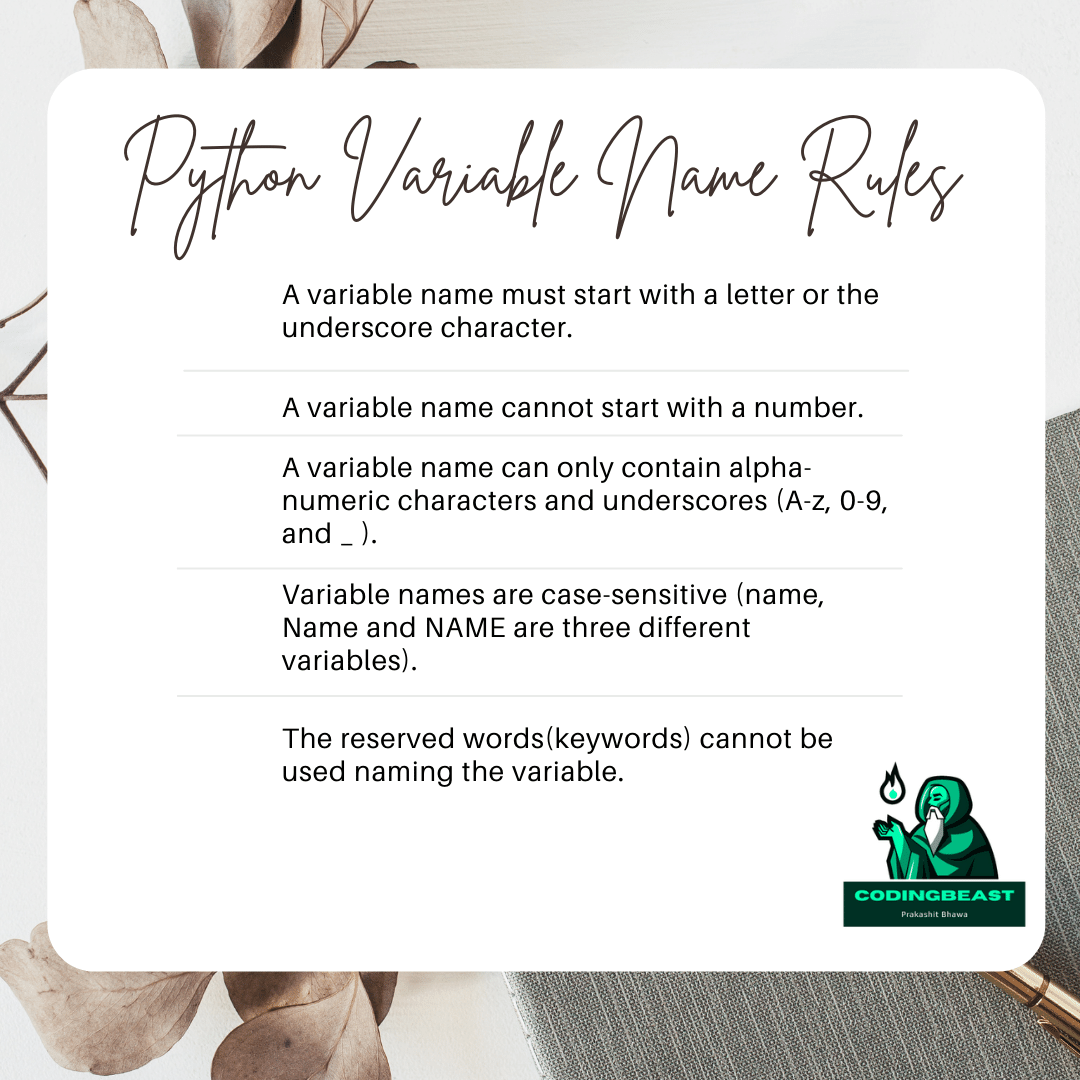 Python Variable Name Rules
A variable name must start with a letter or the
underscore character.
A variable name cannot start with a number.
A variable name can only contain alpha-
numeric characters and underscores (A-z, 0-9,
and _ ).
Variable names are case-sensitive (name,
Name and NAME are three different
variables).
The reserved words(keywords) cannot be
used naming the variable.
CODINGBEAST
Prakashit Bhawa